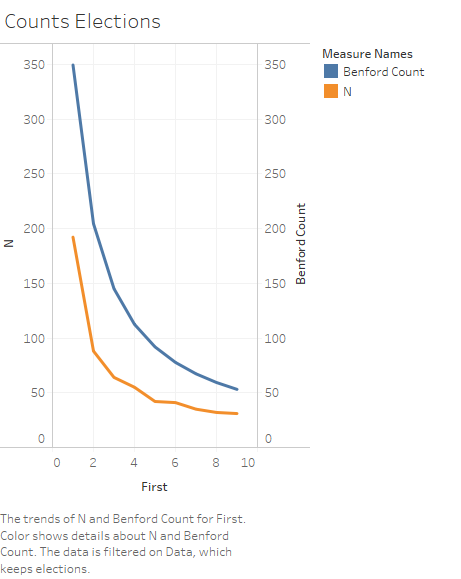 Counts Elections
Measure Names
Benford Count
N
350
300
250
200
150
100
50
0
N
350
300
250
200
150
100
50
0
Benford Count
0 2 4 6 8 10
First
The trends of N and Benford Count for First.
Color shows details about N and Benford
Count. The data is filtered on Data, which
keeps elections.